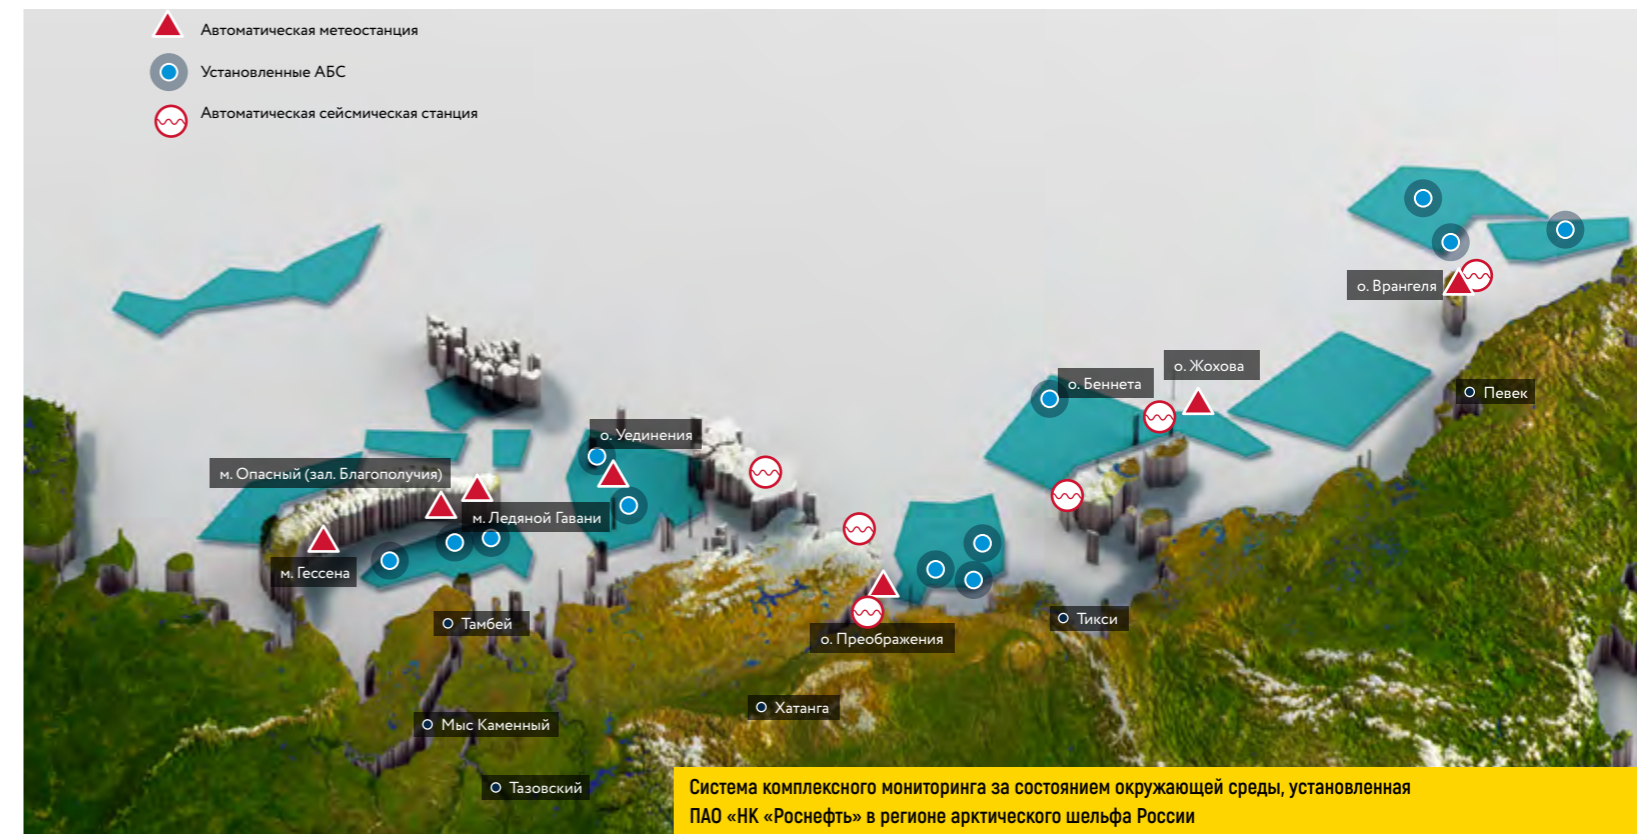 Автоматическая метеостанция
Установленные АБС
Автоматическая сейсмическая станция
о. Врангеля
о. Жохова
о. Беннета
Певек
о. Уединения
м. Опасный (зал. Благополучия)
м. Ледяной Гавани
м. Гессена
Тамбей
Тикси
о. Преображения
Хатанга
Мыс Каменный
Тазовский
Система комплексного мониторинга за состоянием окружающей среды, установленная
ПАО «НК «Роснефть» в регионе арктического шельфа России